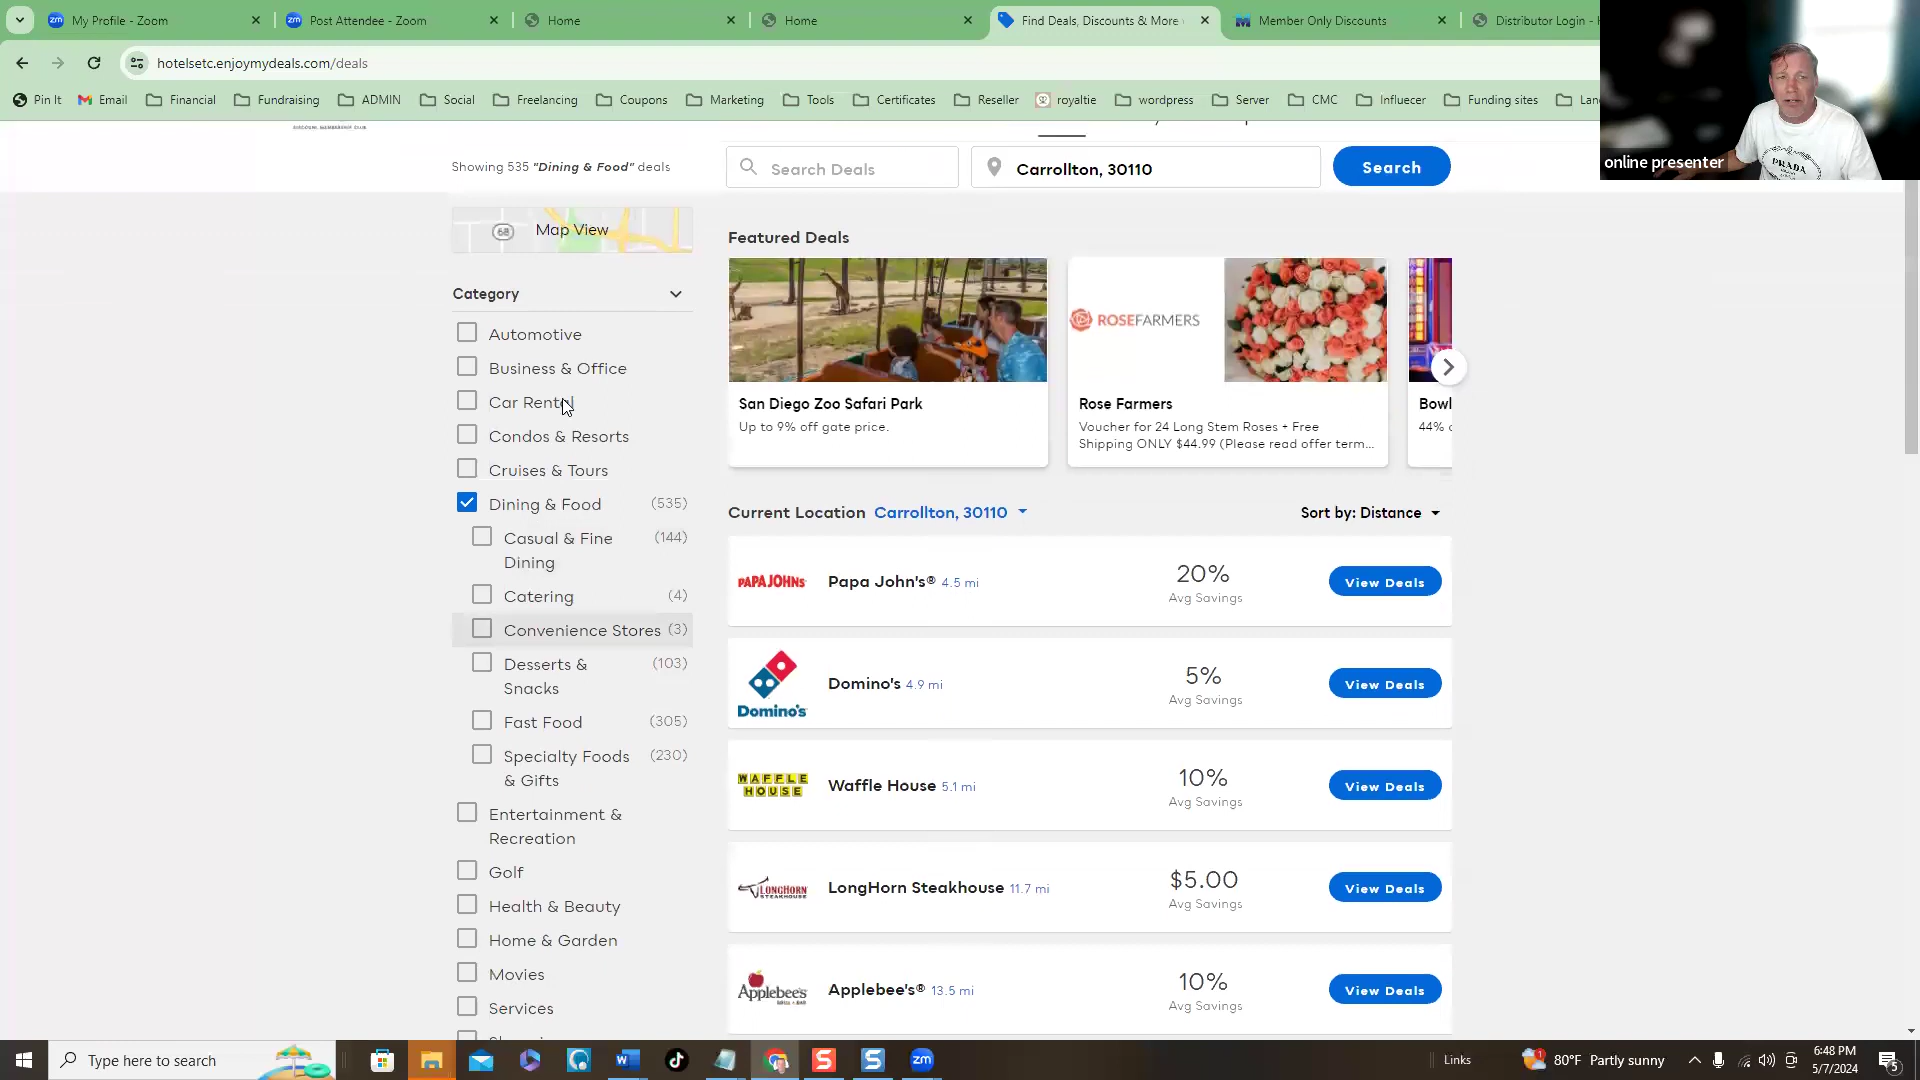 My Profile - Zoom
Post Attendee - Zoom
Home
Home
Find Deals, Discounts & More
Member Only Discounts
Distributor Login -
hotelsetc.enjoymydeals.com/deals
Pin It
Email
Financial
Fundraising
ADMIN
Social
Freelancing
Coupons
Marketing
Tools
Certificates
Reseller
royaltie
wordpress
Server
CMC
Influecer
Funding sites
online presenter
PRADA
DISCOUNT MEMBERSHIP CLUB
Showing 535 "Dining & Food" deals
Search Deals
Carrollton, 30110
Search
68
Map View
Category
Automotive
Business & Office
Car Rental
Condos & Resorts
Cruises & Tours
Dining & Food (535)
Casual & Fine (144)
Dining
Catering (4)
Convenience Stores (3)
Desserts & (103)
Snacks
Fast Food (305)
Specialty Foods (230)
& Gifts
Entertainment &
Recreation
Golf
Health & Beauty
Home & Garden
Movies
Services
Featured Deals
ROSEFARMERS
San Diego Zoo Safari Park
Up to 9% off gate price.
Rose Farmers
Voucher for 24 Long Stem Roses + Free
Shipping ONLY $44.99 (Please read offer term...
Bowl
44%
Current Location Carrollton, 30110
Sort by: Distance
PAPA JOHNS
Papa John's® 4.5 mi
20%
Avg Savings
View Deals
Domino's
Domino's 4.9 mi
5%
Avg Savings
View Deals
WAFFLE
HOUSE
Waffle House 5.1 mi
10%
Avg Savings
View Deals
LONGHORN
STEAKHOUSE
LongHorn Steakhouse 11.7 mi
$5.00
Avg Savings
View Deals
Applebee's
GRILL + BAR
Applebee's® 13.5 mi
10%
Avg Savings
View Deals
Type here to search
Links
80°F Partly sunny
6:48 PM
5/7/2024
5